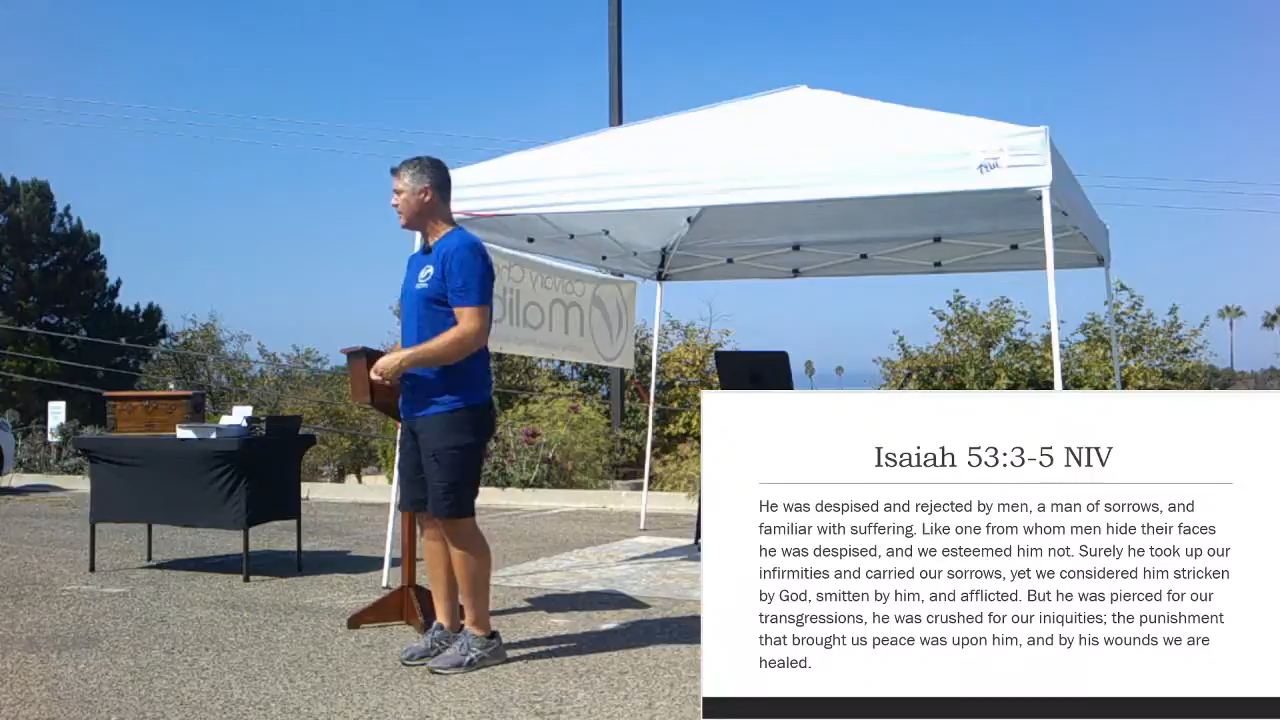 Calvary Cha
Malib
Isaiah 53:3-5 NIV
He was despised and rejected by men, a man of sorrows, and
familiar with suffering. Like one from whom men hide their faces
he was despised, and we esteemed him not. Surely he took up our
infirmities and carried our sorrows, yet we considered him stricken
by God, smitten by him, and afflicted. But he was pierced for our
transgressions, he was crushed for our iniquities; the punishment
that brought us peace was upon him, and by his wounds we are
healed.